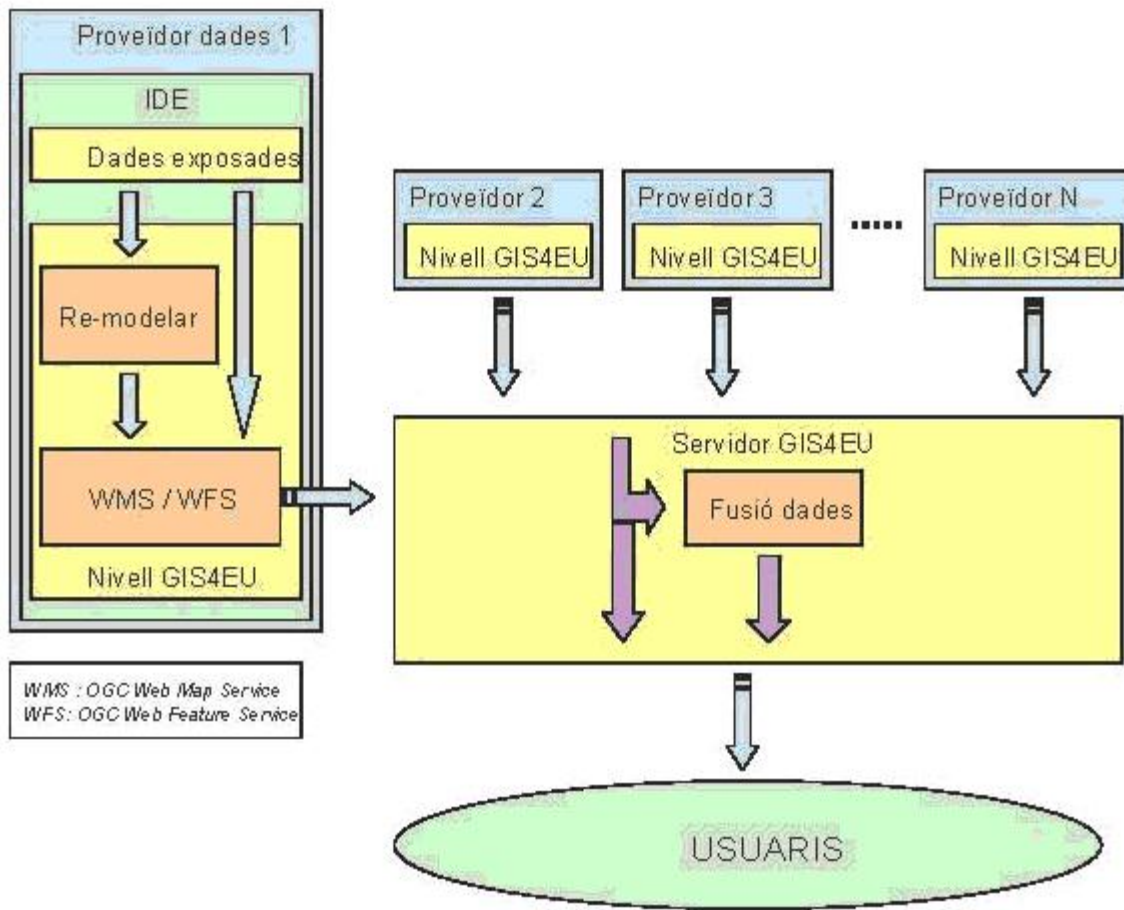 Proveïdor dades 1
IDE
Dades exposades
Re-modelar
WMS / WFS
Nivell GIS4EU
WMS : OGC Web Map Service
WFS: OGC Web Feature Service
Proveïdor 2
Nivell GIS4EU
Proveïdor 3
Nivell GIS4EU
......
Proveïdor N
Nivell GIS4EU
Servidor GIS4EU
Fusió dades
USUARIS